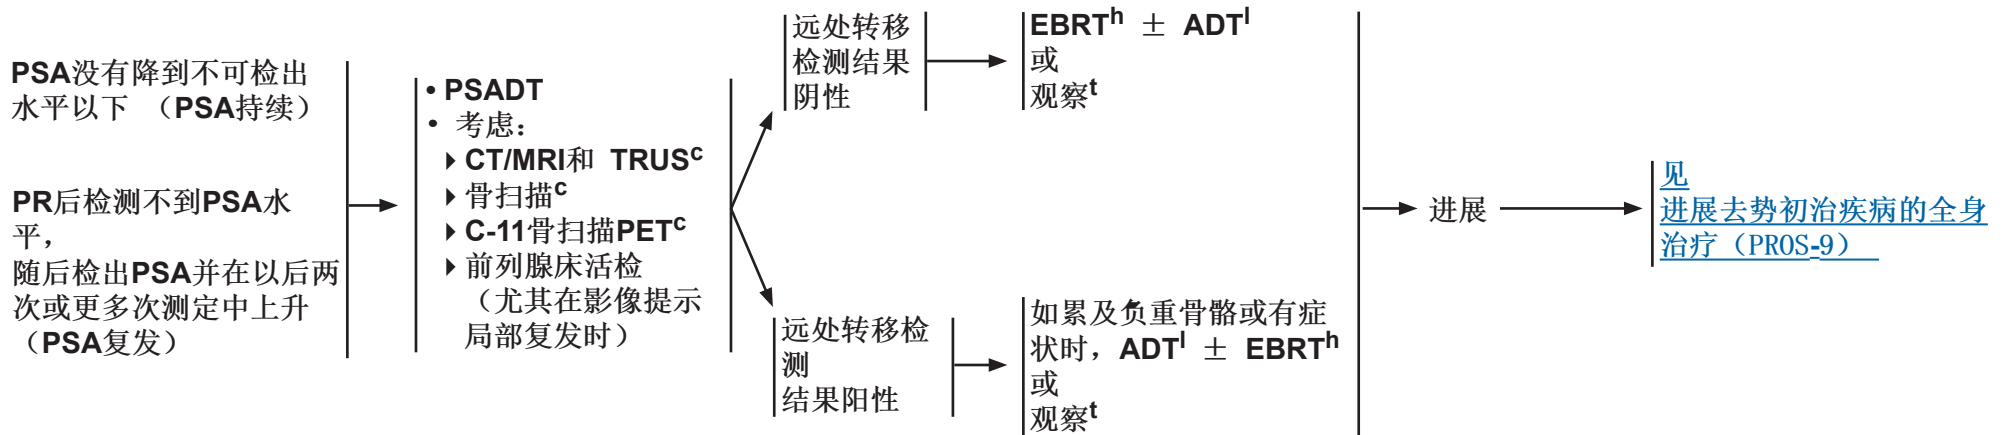 PSA没有降到不可检出
水平以下 （PSA持续）
PR后检测不到PSA水
平，
随后检出PSA并在以后两
次或更多次测定中上升
（PSA复发）
• PSADT
• 考虑：
CT/MRI和 TRUSc
骨扫描c
C-11骨扫描PETc
前列腺床活检
（尤其在影像提示
局部复发时）
远处转移
检测结果
阴性
EBRTh ± ADTl
或
观察t
远处转移检
测
结果阳性
如累及负重骨骼或有症
状时，ADTl ± EBRTh
或
观察t
进展
见
进展去势初治疾病的全身
治疗（PROS-9）